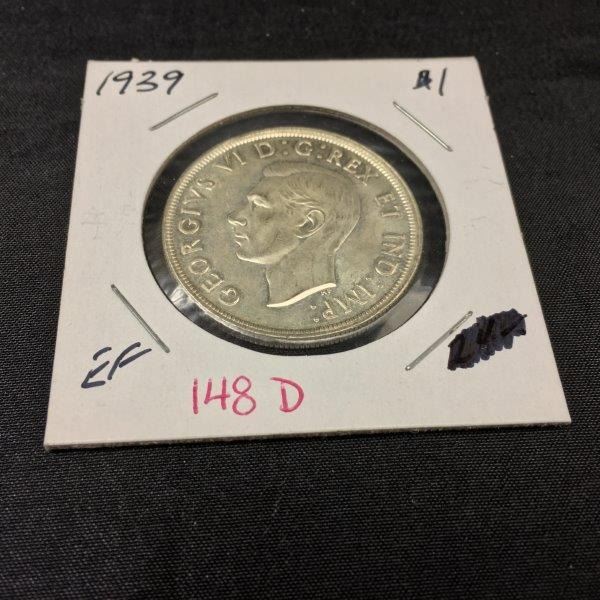 1939 $1
GEORGIVS VI D:G:REX ET IND:IMP:
EF
148 D